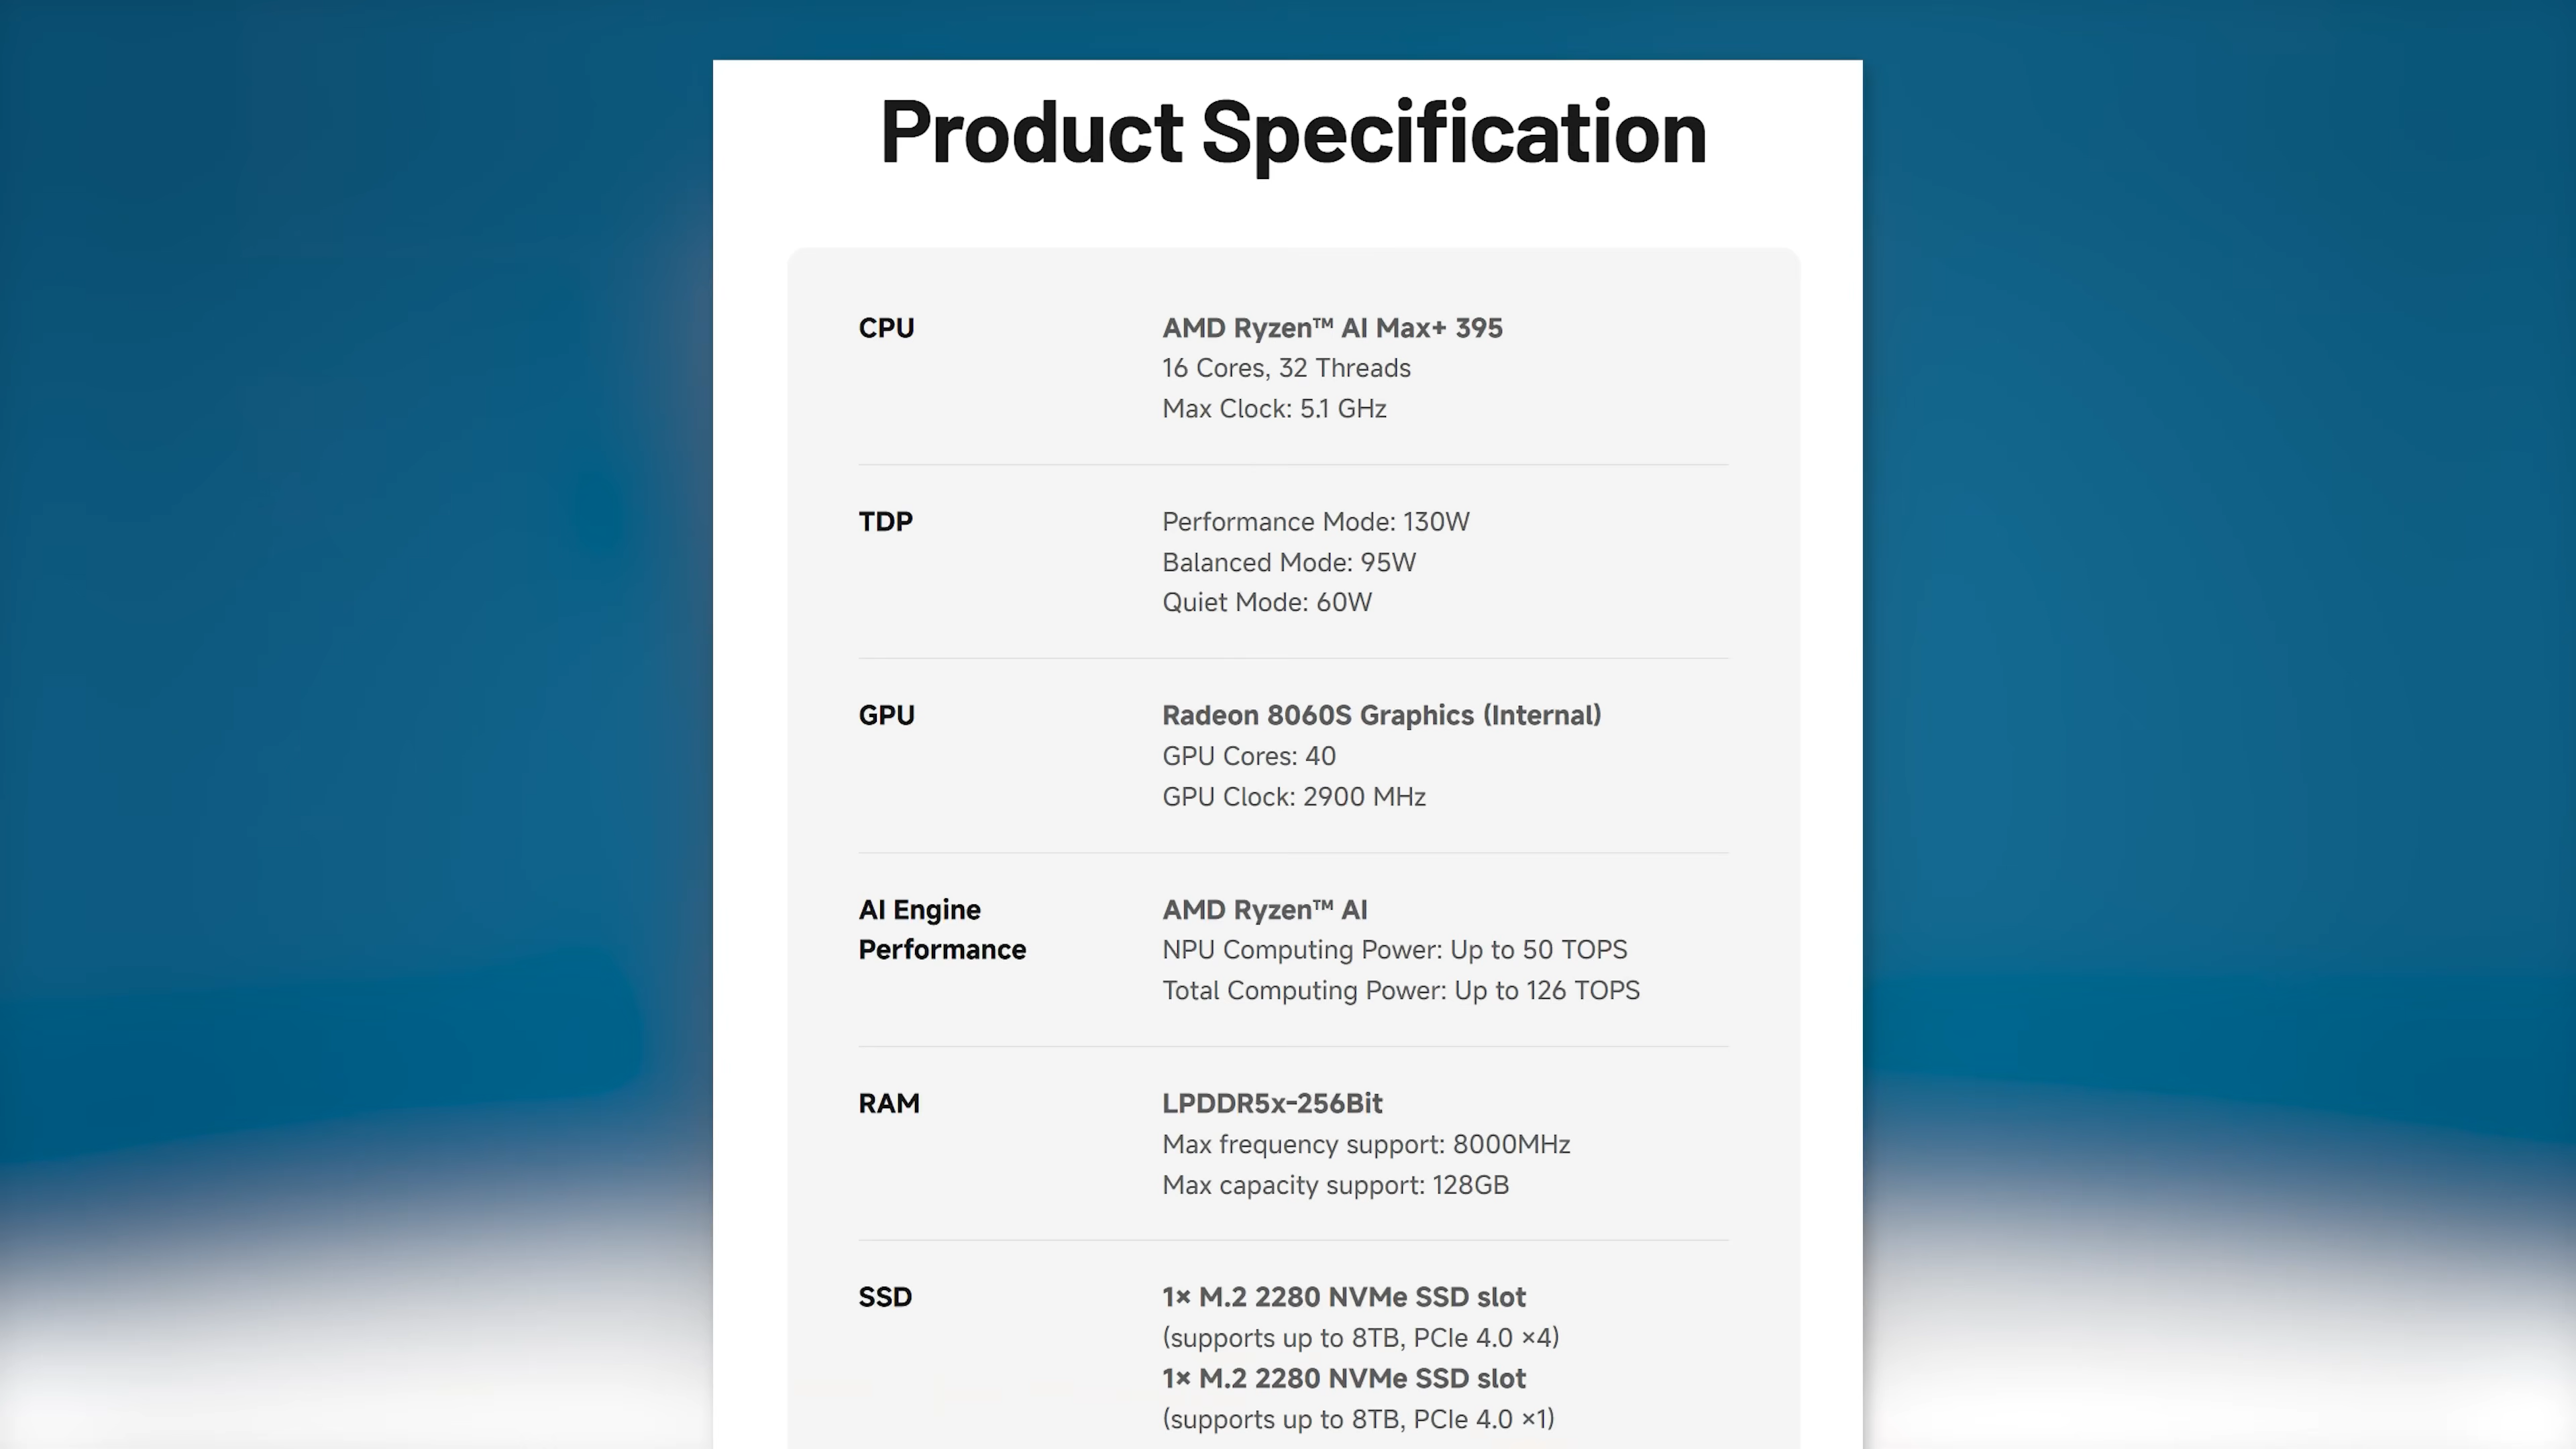 Product Specification
CPU
AMD Ryzen™ AI Max+ 395
16 Cores, 32 Threads
Max Clock: 5.1 GHz
TDP
Performance Mode: 130W
Balanced Mode: 95W
Quiet Mode: 60W
GPU
Radeon 8060S Graphics (Internal)
GPU Cores: 40
GPU Clock: 2900 MHz
AI Engine
Performance
AMD Ryzen™ AI
NPU Computing Power: Up to 50 TOPS
Total Computing Power: Up to 126 TOPS
RAM
LPDDR5x-256Bit
Max frequency support: 8000MHz
Max capacity support: 128GB
SSD
1× M.2 2280 NVMe SSD slot
(supports up to 8TB, PCIe 4.0 ×4)
1× M.2 2280 NVMe SSD slot
(supports up to 8TB, PCIe 4.0 ×1)